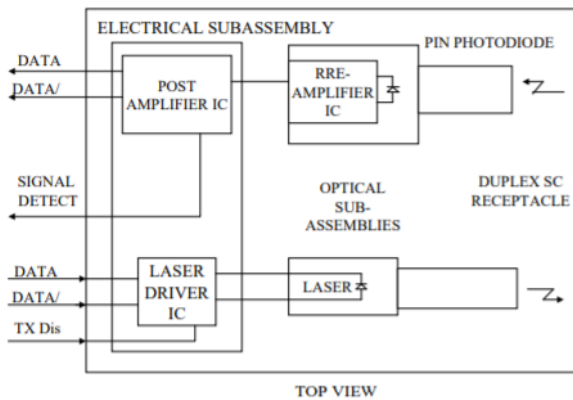 ELECTRICAL SUBASSEMBLY
DATA
DATA/
POST
AMPLIFIER IC
RRE-
AMPLIFIER
IC
PIN PHOTODIODE
SIGNAL
DETECT
OPTICAL
SUB-
ASSEMBLIES
DUPLEX SC
RECEPTACLE
DATA
DATA/
TX Dis
LASER
DRIVER
IC
LASER
TOP VIEW